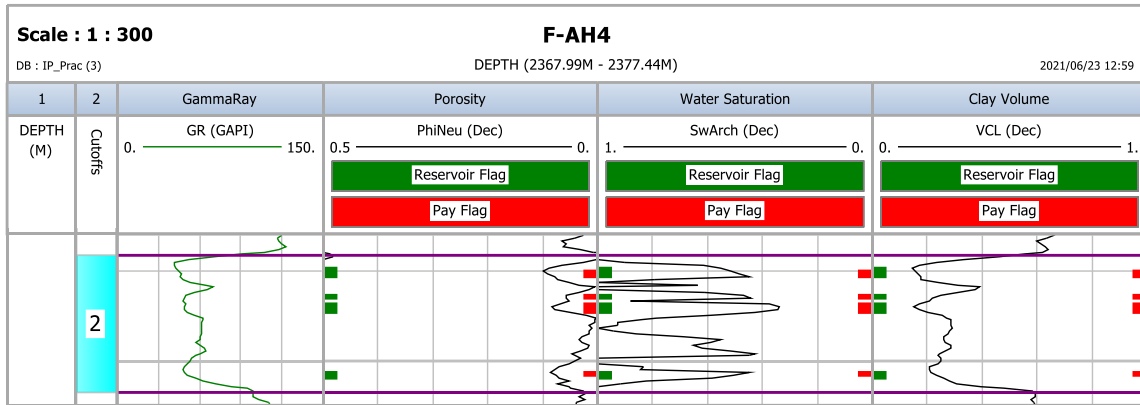 Scale : 1 : 300
F-AH4
DB : IP_Prac (3)
DEPTH (2367.99M - 2377.44M)
2021/06/23 12:59
1
2
GammaRay
Porosity
Water Saturation
Clay Volume
DEPTH
(M)
Cutoffs
GR (GAPI)
0.
150.
PhiNeu (Dec)
0.5
0.
Reservoir Flag
Pay Flag
SwArch (Dec)
1.
0.
Reservoir Flag
Pay Flag
VCL (Dec)
0.
1.
Reservoir Flag
Pay Flag
2